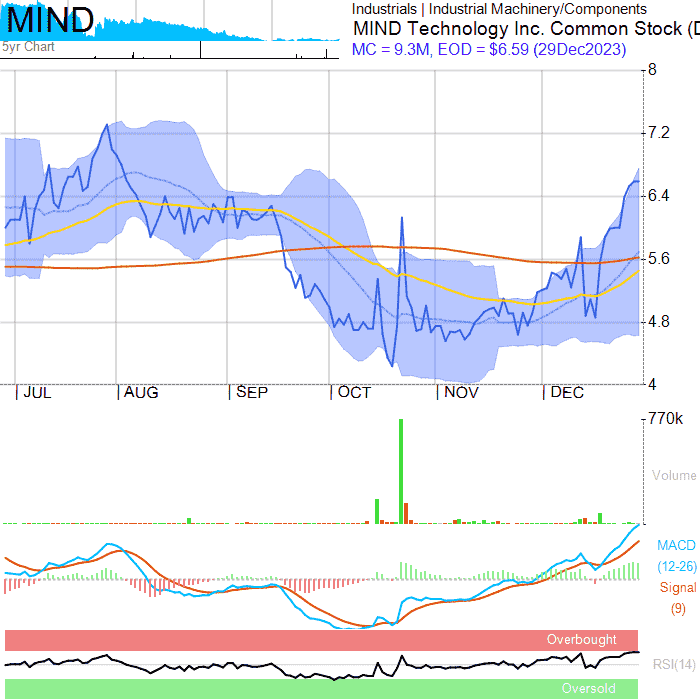 MIND
5yr Chart
Industrials | Industrial Machinery/Components
MIND Technology Inc. Common Stock (D
MC = 9.3M, EOD = $6.59 (29Dec2023)
8
7.2
6.4
5.6
4.8
4
JUL AUG SEP OCT NOV DEC
770k
Volume
MACD
(12-26)
Signal
(9)
Overbought
RSI(14)
Oversold